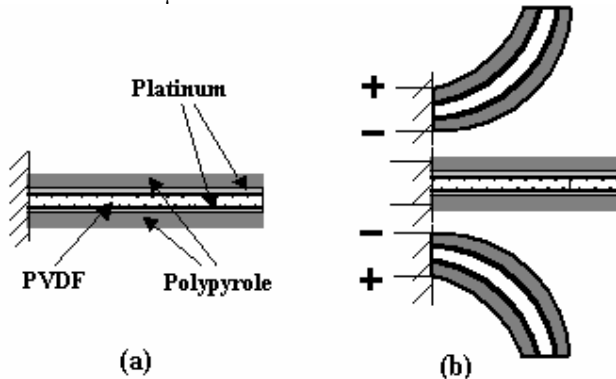 Platinum
PVDF
Polypyrole
(a)
+
−
−
+
(b)